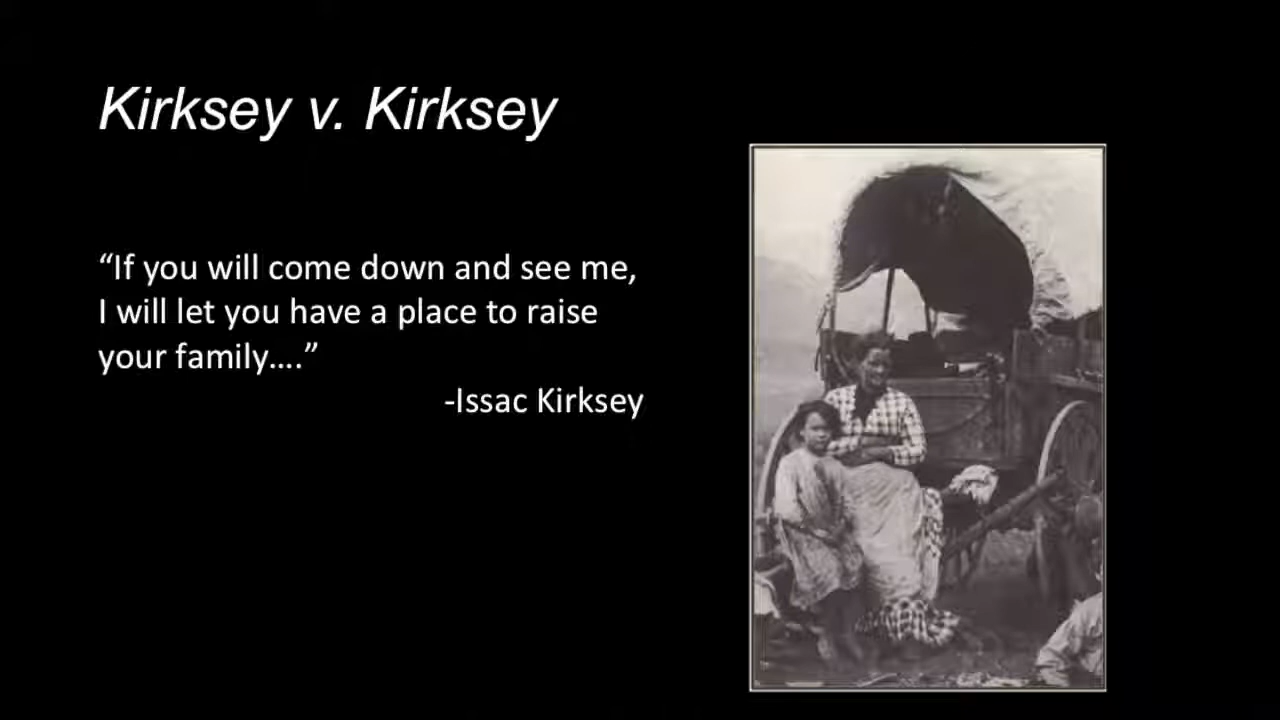 Kirksey v. Kirksey
“If you will come down and see me,
I will let you have a place to raise
your family….”
-Issac Kirksey